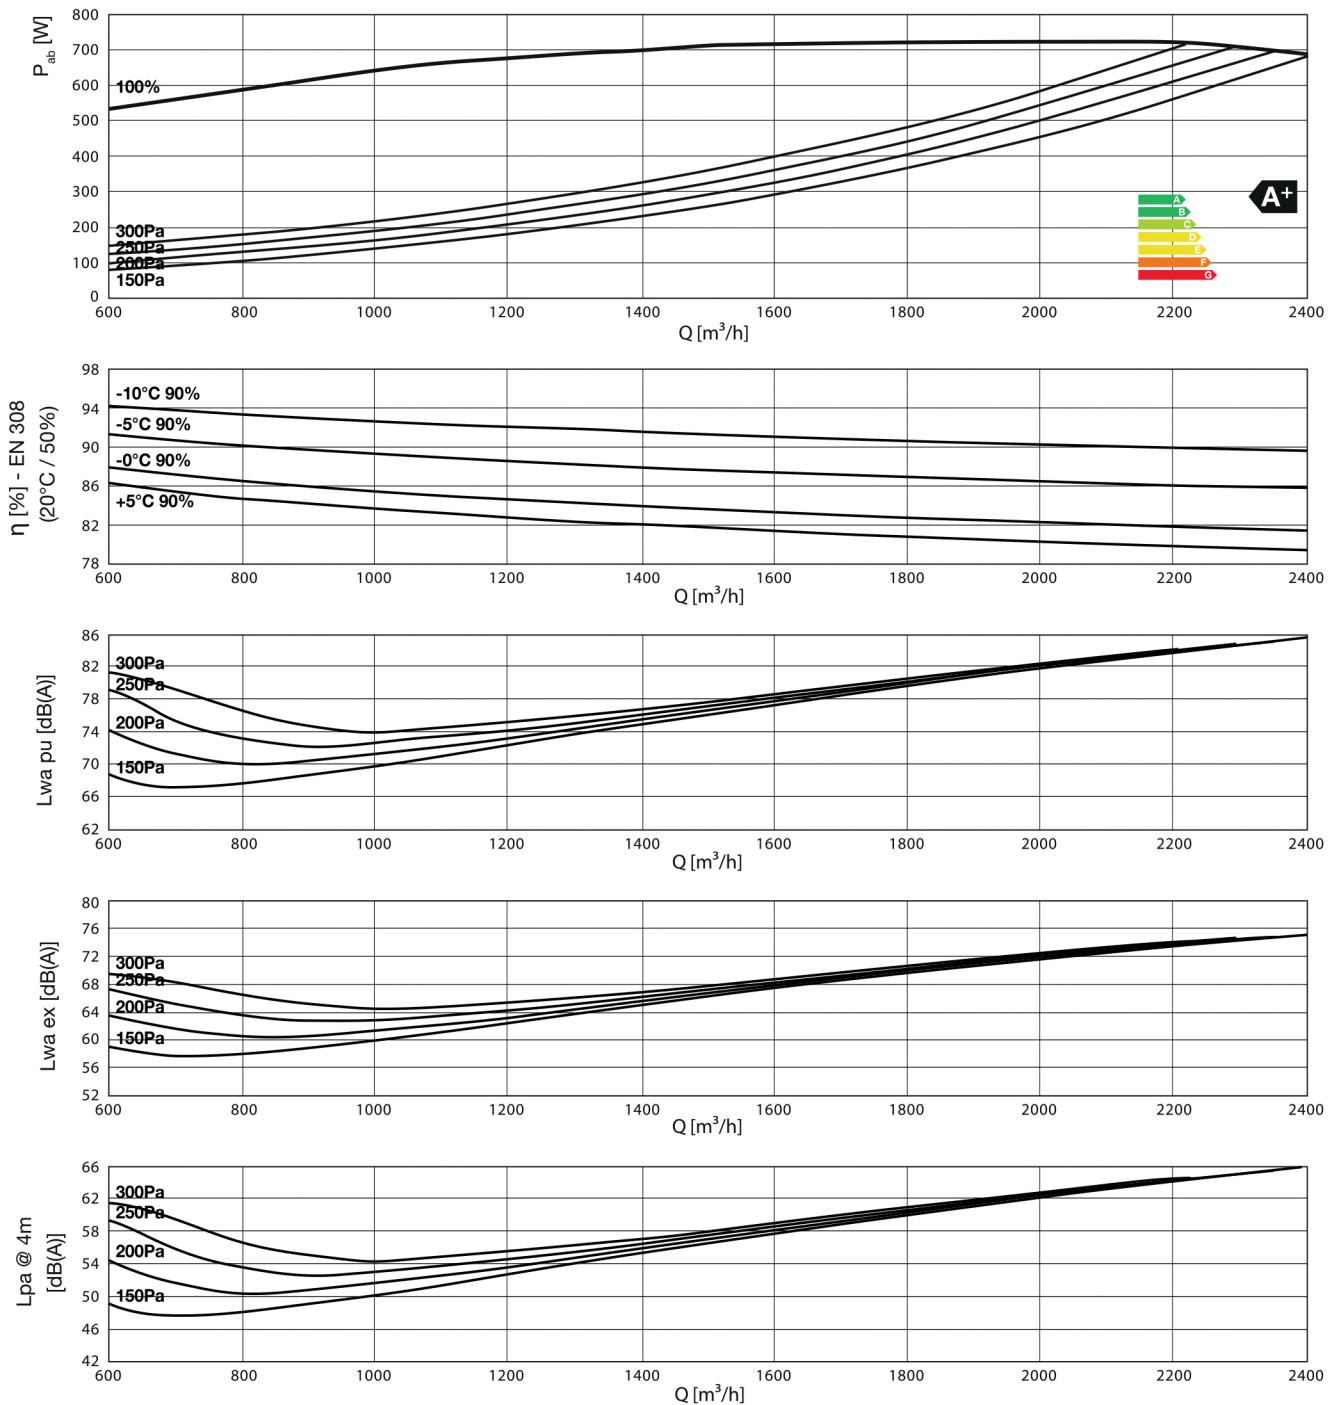 P ab [W]
800
700
600
500
400
300
200
100
0
100%
300Pa
250Pa
200Pa
150Pa
A+
A
B
C
D
E
F
G
600 800 1000 1200 1400 1600 1800 2000 2200 2400
Q [m³/h]
η [%] - EN 308
(20°C / 50%)
98
94
90
86
82
78
-10°C 90%
-5°C 90%
-0°C 90%
+5°C 90%
600 800 1000 1200 1400 1600 1800 2000 2200 2400
Q [m³/h]
Lwa pu [dB(A)]
86
82
78
74
70
66
62
300Pa
250Pa
200Pa
150Pa
600 800 1000 1200 1400 1600 1800 2000 2200 2400
Q [m³/h]
Lwa ex [dB(A)]
80
76
72
68
64
60
56
52
300Pa
250Pa
200Pa
150Pa
600 800 1000 1200 1400 1600 1800 2000 2200 2400
Q [m³/h]
Lpa @ 4m
[dB(A)]
66
62
58
54
50
46
42
300Pa
250Pa
200Pa
150Pa
600 800 1000 1200 1400 1600 1800 2000 2200 2400
Q [m³/h]